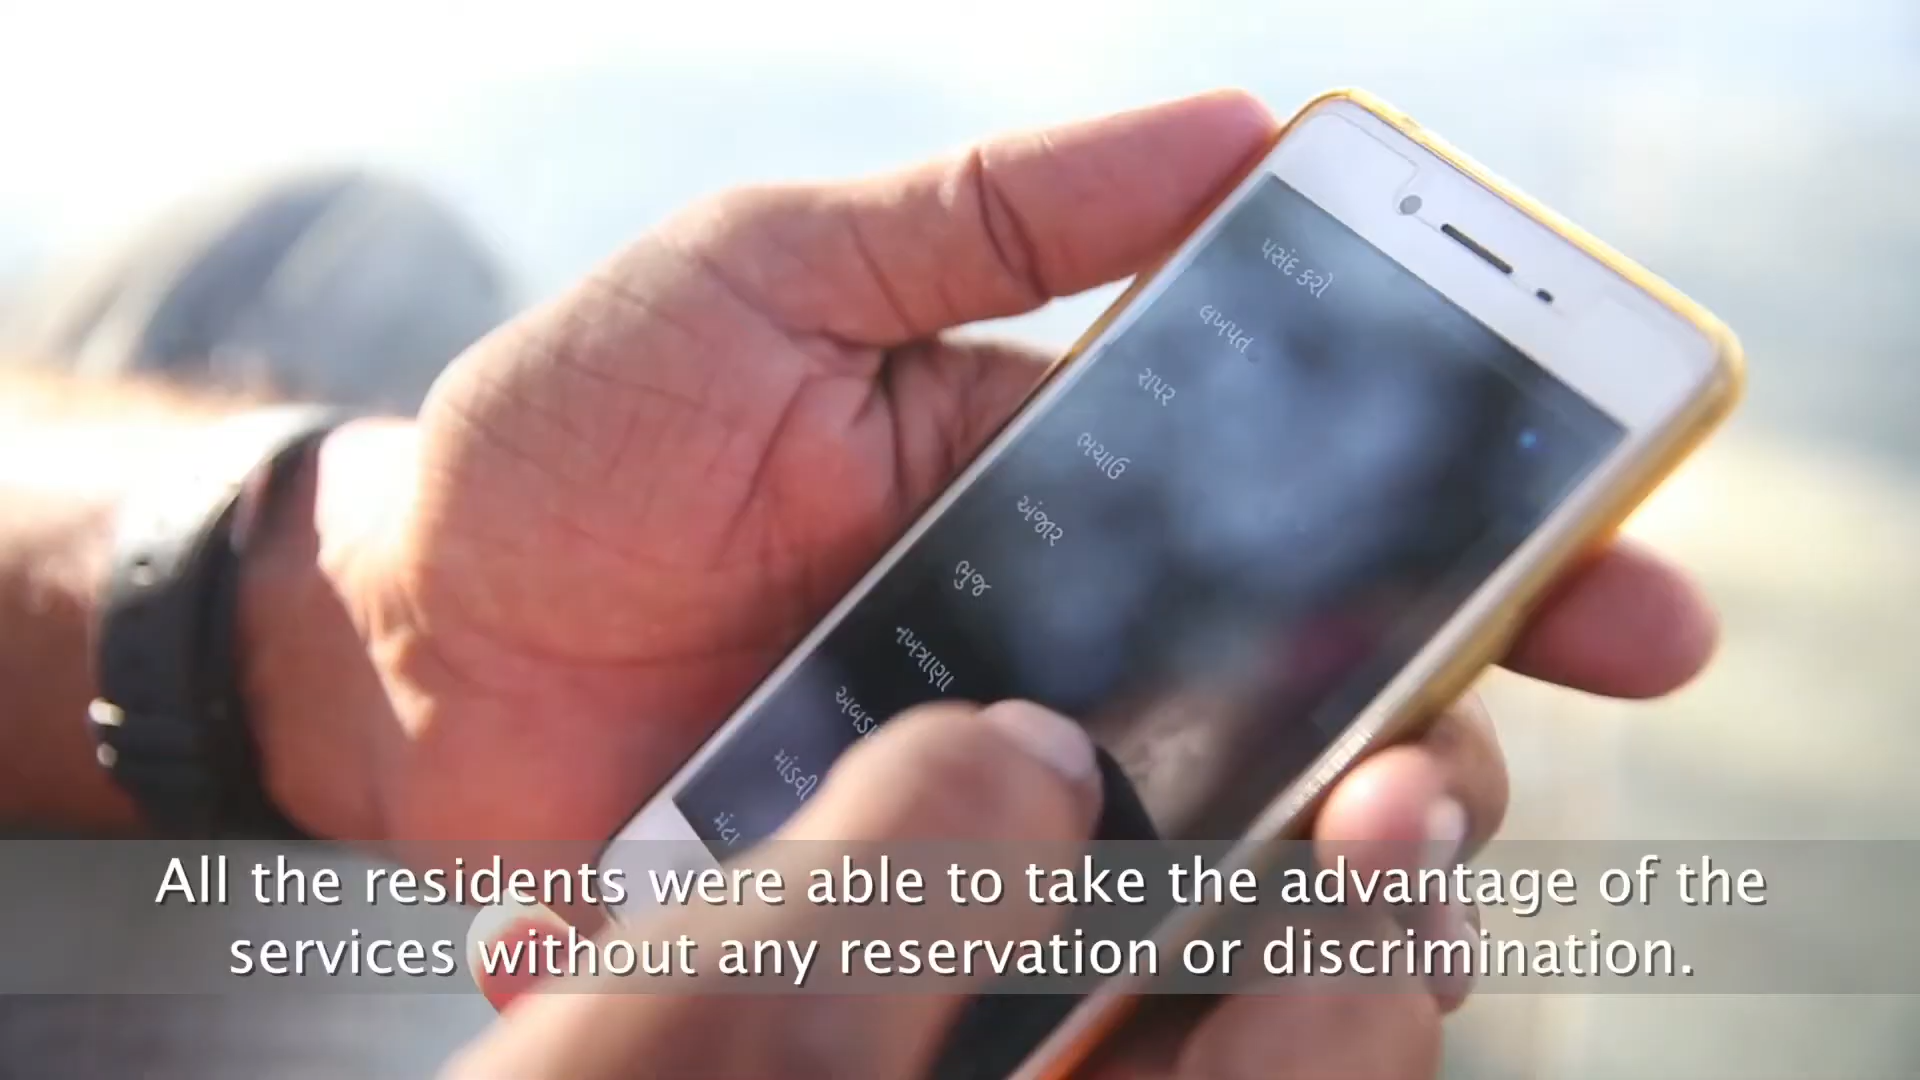 પસંદ કરો
લખપત
રાપર
ભચાઉ
અંજાર
ભુજ
નખત્રાણા
અબડાસા
માંડવી
મું
All the residents were able to take the advantage of the
services without any reservation or discrimination.